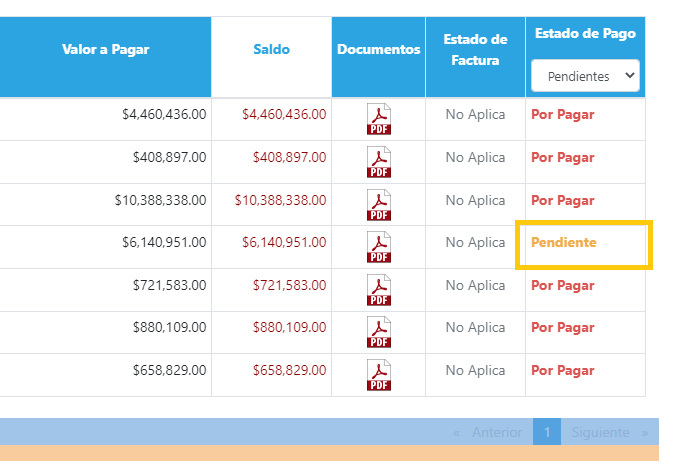 Valor a Pagar Saldo Documentos Estado de Factura Estado de Pago
Pendientes
$4,460,436.00 $4,460,436.00 PDF No Aplica Por Pagar
$408,897.00 $408,897.00 PDF No Aplica Por Pagar
$10,388,338.00 $10,388,338.00 PDF No Aplica Por Pagar
$6,140,951.00 $6,140,951.00 PDF No Aplica Pendiente
$721,583.00 $721,583.00 PDF No Aplica Por Pagar
$880,109.00 $880,109.00 PDF No Aplica Por Pagar
$658,829.00 $658,829.00 PDF No Aplica Por Pagar
« Anterior 1 Siguiente »